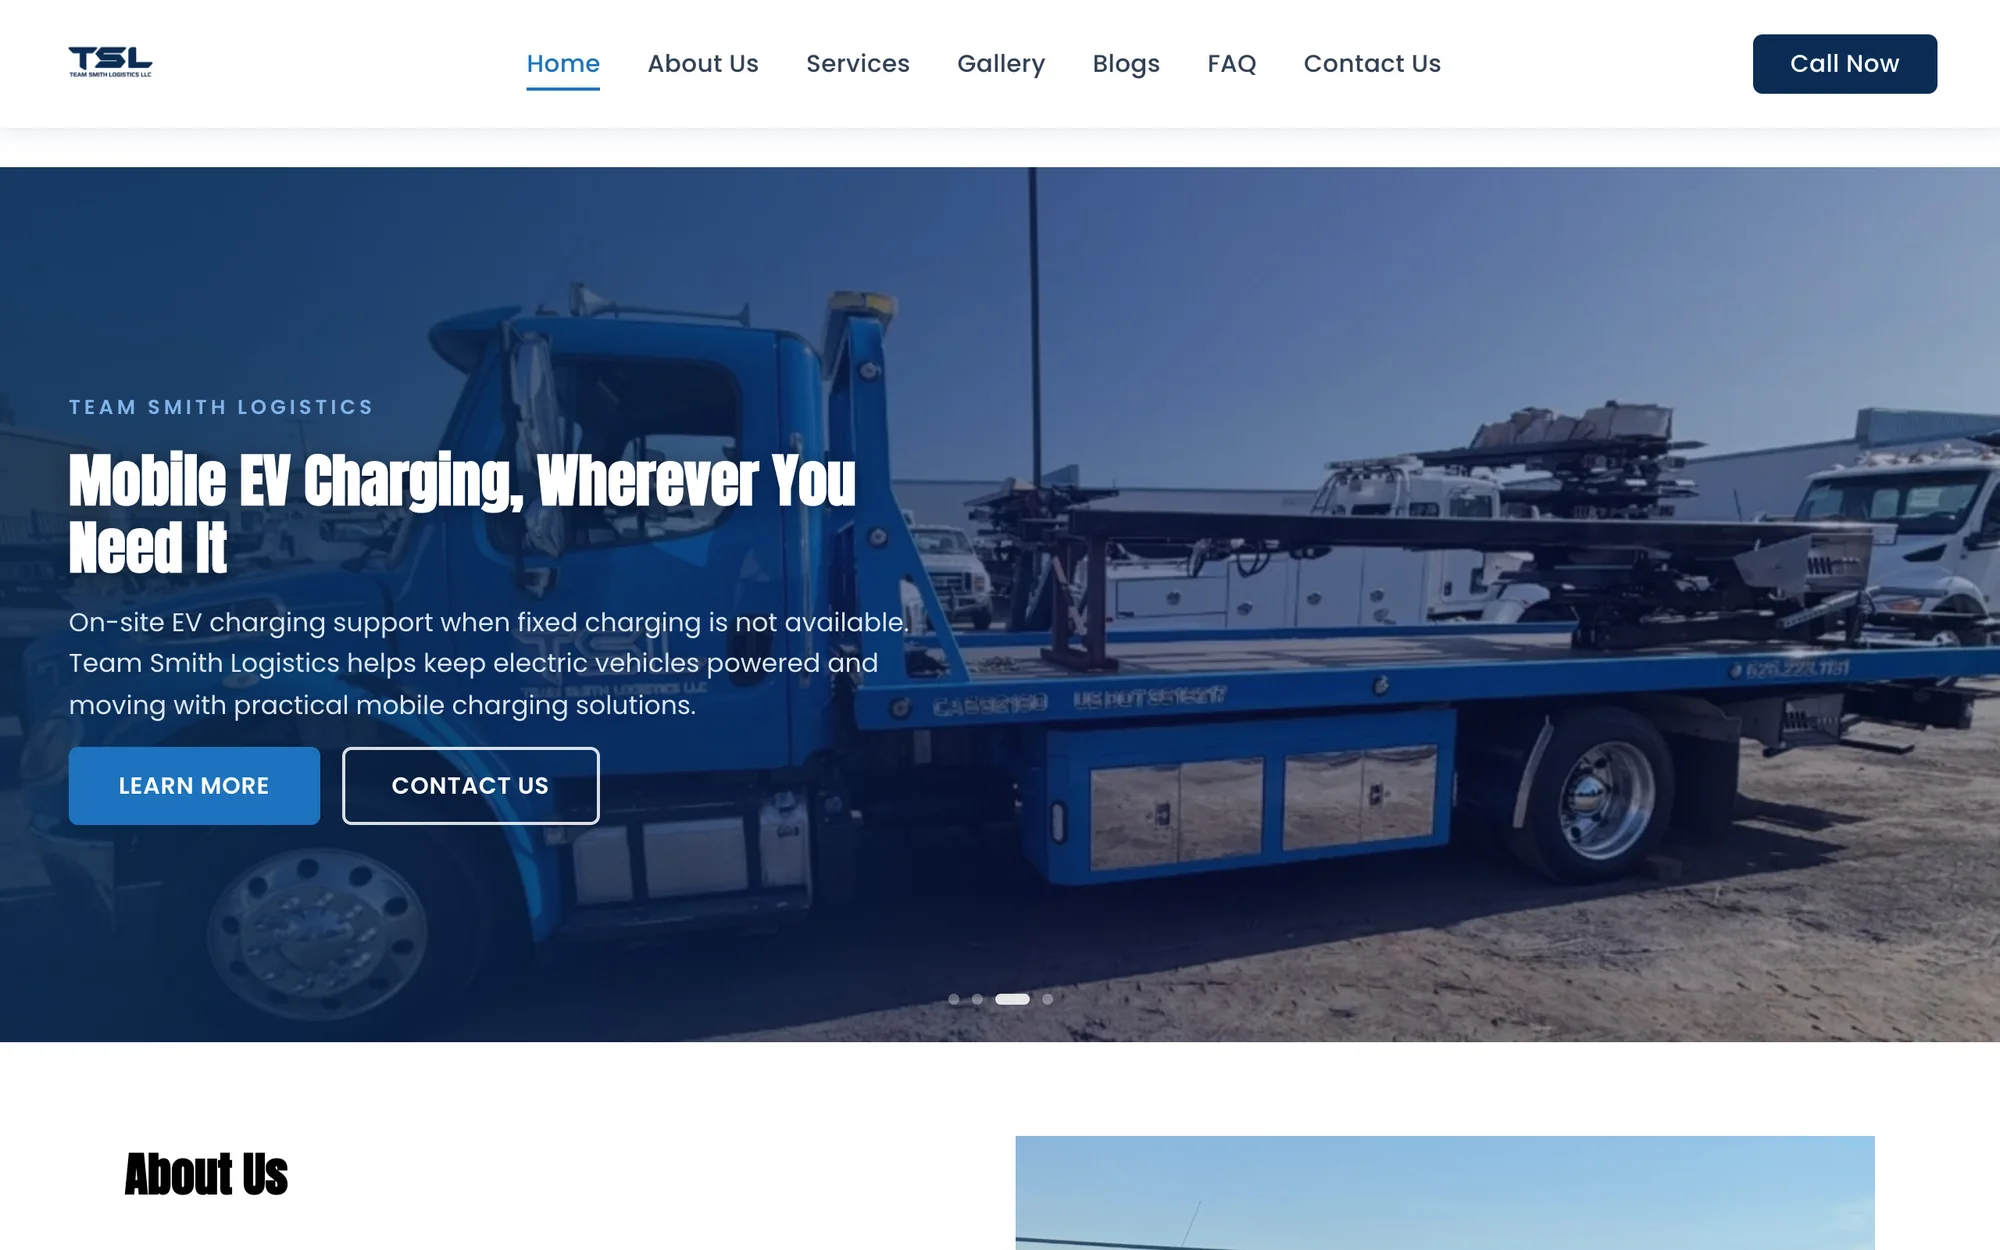 TSL
TEAM SMITH LOGISTICS LLC
Home
About Us
Services
Gallery
Blogs
FAQ
Contact Us
Call Now
TEAM SMITH LOGISTICS
Mobile EV Charging, Wherever You
Need It
On-site EV charging support when fixed charging is not available.
Team Smith Logistics helps keep electric vehicles powered and
moving with practical mobile charging solutions.
LEARN MORE
CONTACT US
About Us